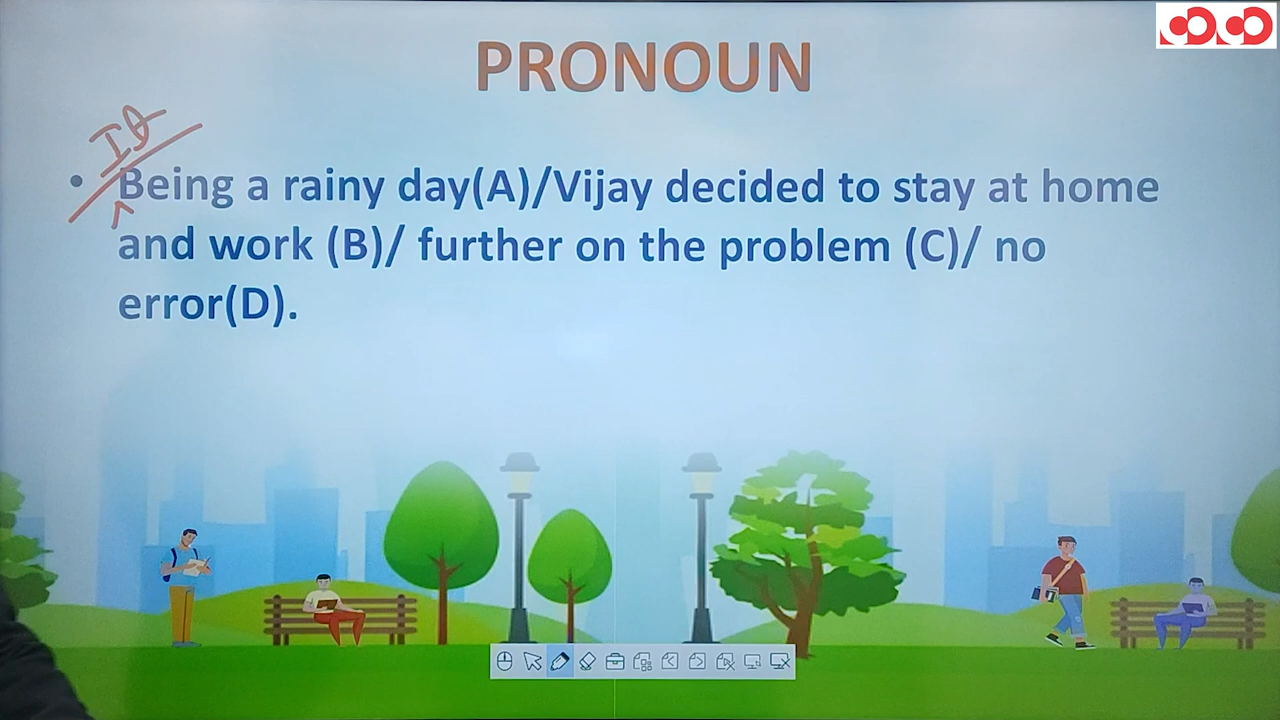 PRONOUN
It
• Being a rainy day(A)/Vijay decided to stay at home
and work (B)/ further on the problem (C)/ no
error(D).